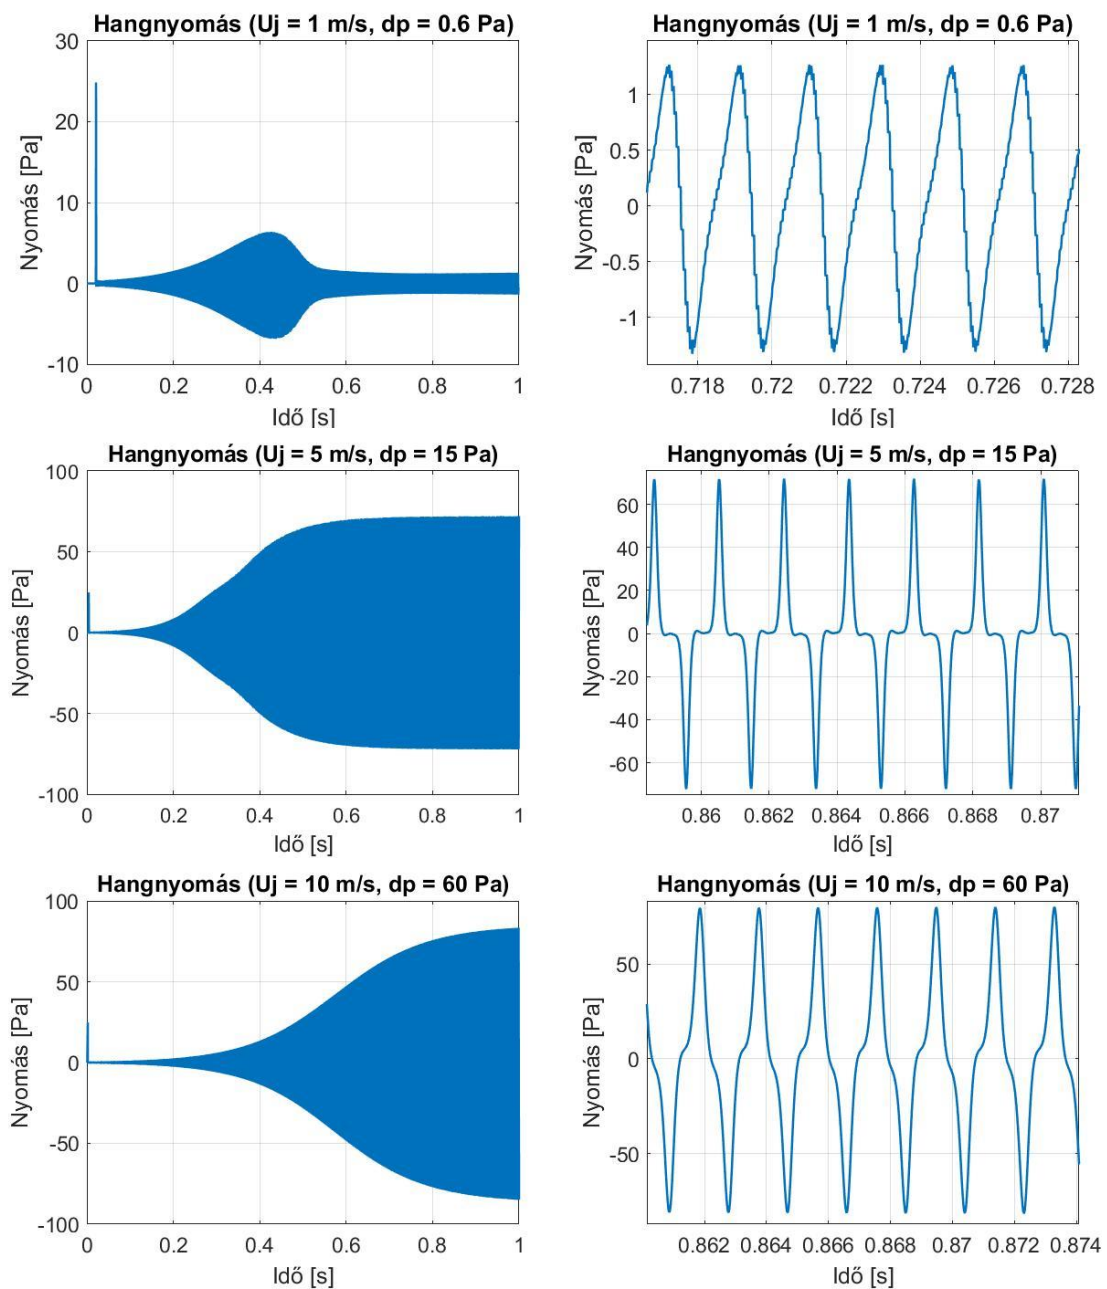 Hangnyomás (Uj = 1 m/s, dp = 0.6 Pa)
30
20
10
0
-10
Nyomás [Pa]
0 0.2 0.4 0.6 0.8 1
Idő [s]
Hangnyomás (Uj = 1 m/s, dp = 0.6 Pa)
1
0.5
0
-0.5
-1
Nyomás [Pa]
0.718 0.72 0.722 0.724 0.726 0.728
Idő [s]
Hangnyomás (Uj = 5 m/s, dp = 15 Pa)
100
50
0
-50
-100
Nyomás [Pa]
0 0.2 0.4 0.6 0.8 1
Idő [s]
Hangnyomás (Uj = 5 m/s, dp = 15 Pa)
60
40
20
0
-20
-40
-60
Nyomás [Pa]
0.86 0.862 0.864 0.866 0.868 0.87
Idő [s]
Hangnyomás (Uj = 10 m/s, dp = 60 Pa)
100
50
0
-50
-100
Nyomás [Pa]
0 0.2 0.4 0.6 0.8 1
Idő [s]
Hangnyomás (Uj = 10 m/s, dp = 60 Pa)
50
0
-50
Nyomás [Pa]
0.862 0.864 0.866 0.868 0.87 0.872 0.874
Idő [s]